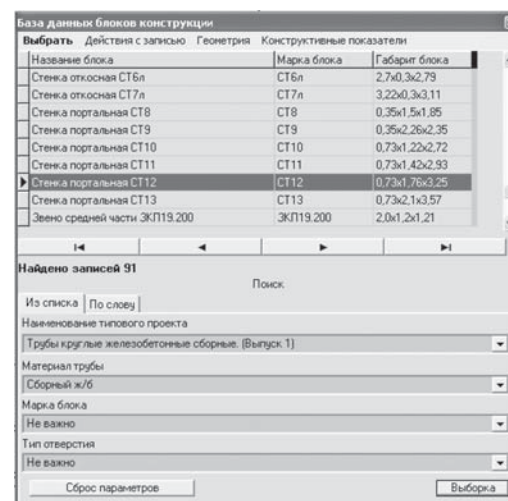 База данных блоков конструкции
Выбрать Действия с записью Геометрия Конструктивные показатели
Название блока Марка блока Габарит блока
Стенка откосная СТ6л СТ6л 2,7х0,3х2,79
Стенка откосная СТ7л СТ7л 3,22х0,3х3,11
Стенка портальная СТ8 СТ8 0,35х1,5х1,85
Стенка портальная СТ9 СТ9 0,35х2,26х2,35
Стенка портальная СТ10 СТ10 0,73х1,22х2,72
Стенка портальная СТ11 СТ11 0,73х1,42х2,93
Стенка портальная СТ12 СТ12 0,73х1,76х3,25
Стенка портальная СТ13 СТ13 0,73х2,1х3,57
Звено средней части ЗКП19.200 ЗКП19.200 2,0х1,2х1,21
Найдено записей 91
Поиск
Из списка По слову
Наименование типового проекта
Трубы круглые железобетонные сборные. (Выпуск 1)
Материал трубы
Сборный ж/б
Марка блока
Не важно
Тип отверстия
Не важно
Сброс параметров Выборка